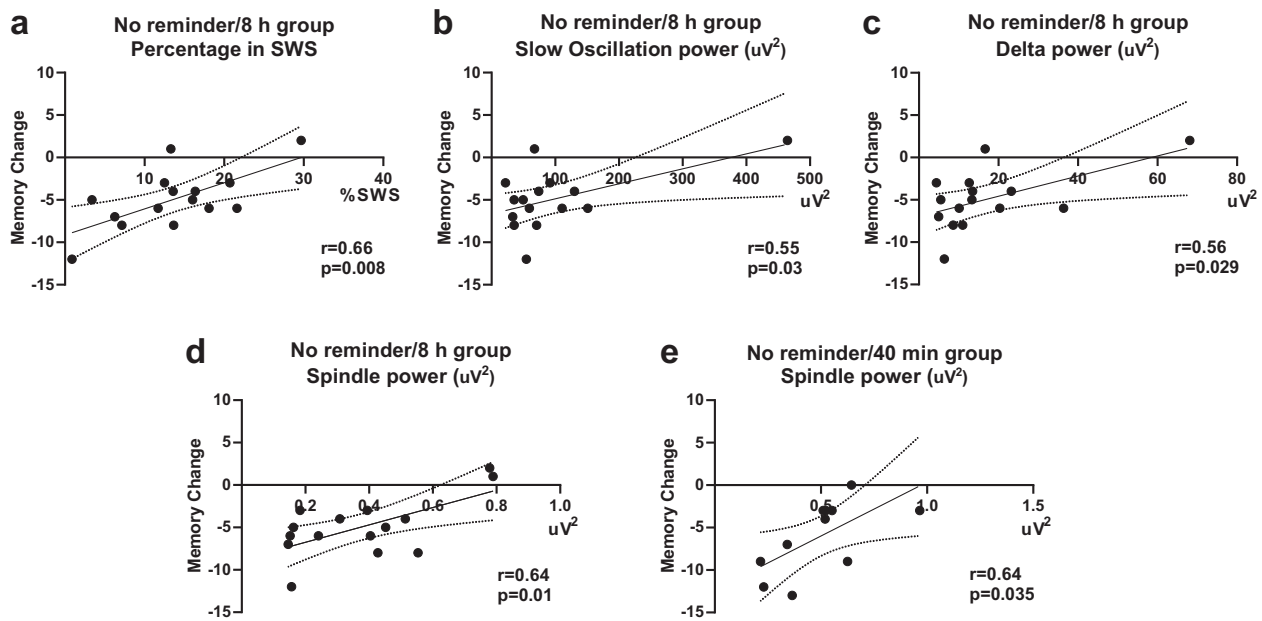 a
No reminder/8 h group
Percentage in SWS
10
5
0
-5
-10
-15
Memory Change
10
20
30
40
%SWS
r=0.66
p=0.008
b
No reminder/8 h group
Slow Oscillation power (uV²)
10
5
0
-5
-10
-15
Memory Change
100
200
300
400
500
uV²
r=0.55
p=0.03
c
No reminder/8 h group
Delta power (uV²)
10
5
0
-5
-10
-15
Memory Change
20
40
60
80
uV²
r=0.56
p=0.029
d
No reminder/8 h group
Spindle power (uV²)
10
5
0
-5
-10
-15
Memory Change
0.2
0.4
0.6
0.8
1.0
uV²
r=0.64
p=0.01
e
No reminder/40 min group
Spindle power (uV²)
10
5
0
-5
-10
-15
Memory Change
0.5
1.0
1.5
uV²
r=0.64
p=0.035